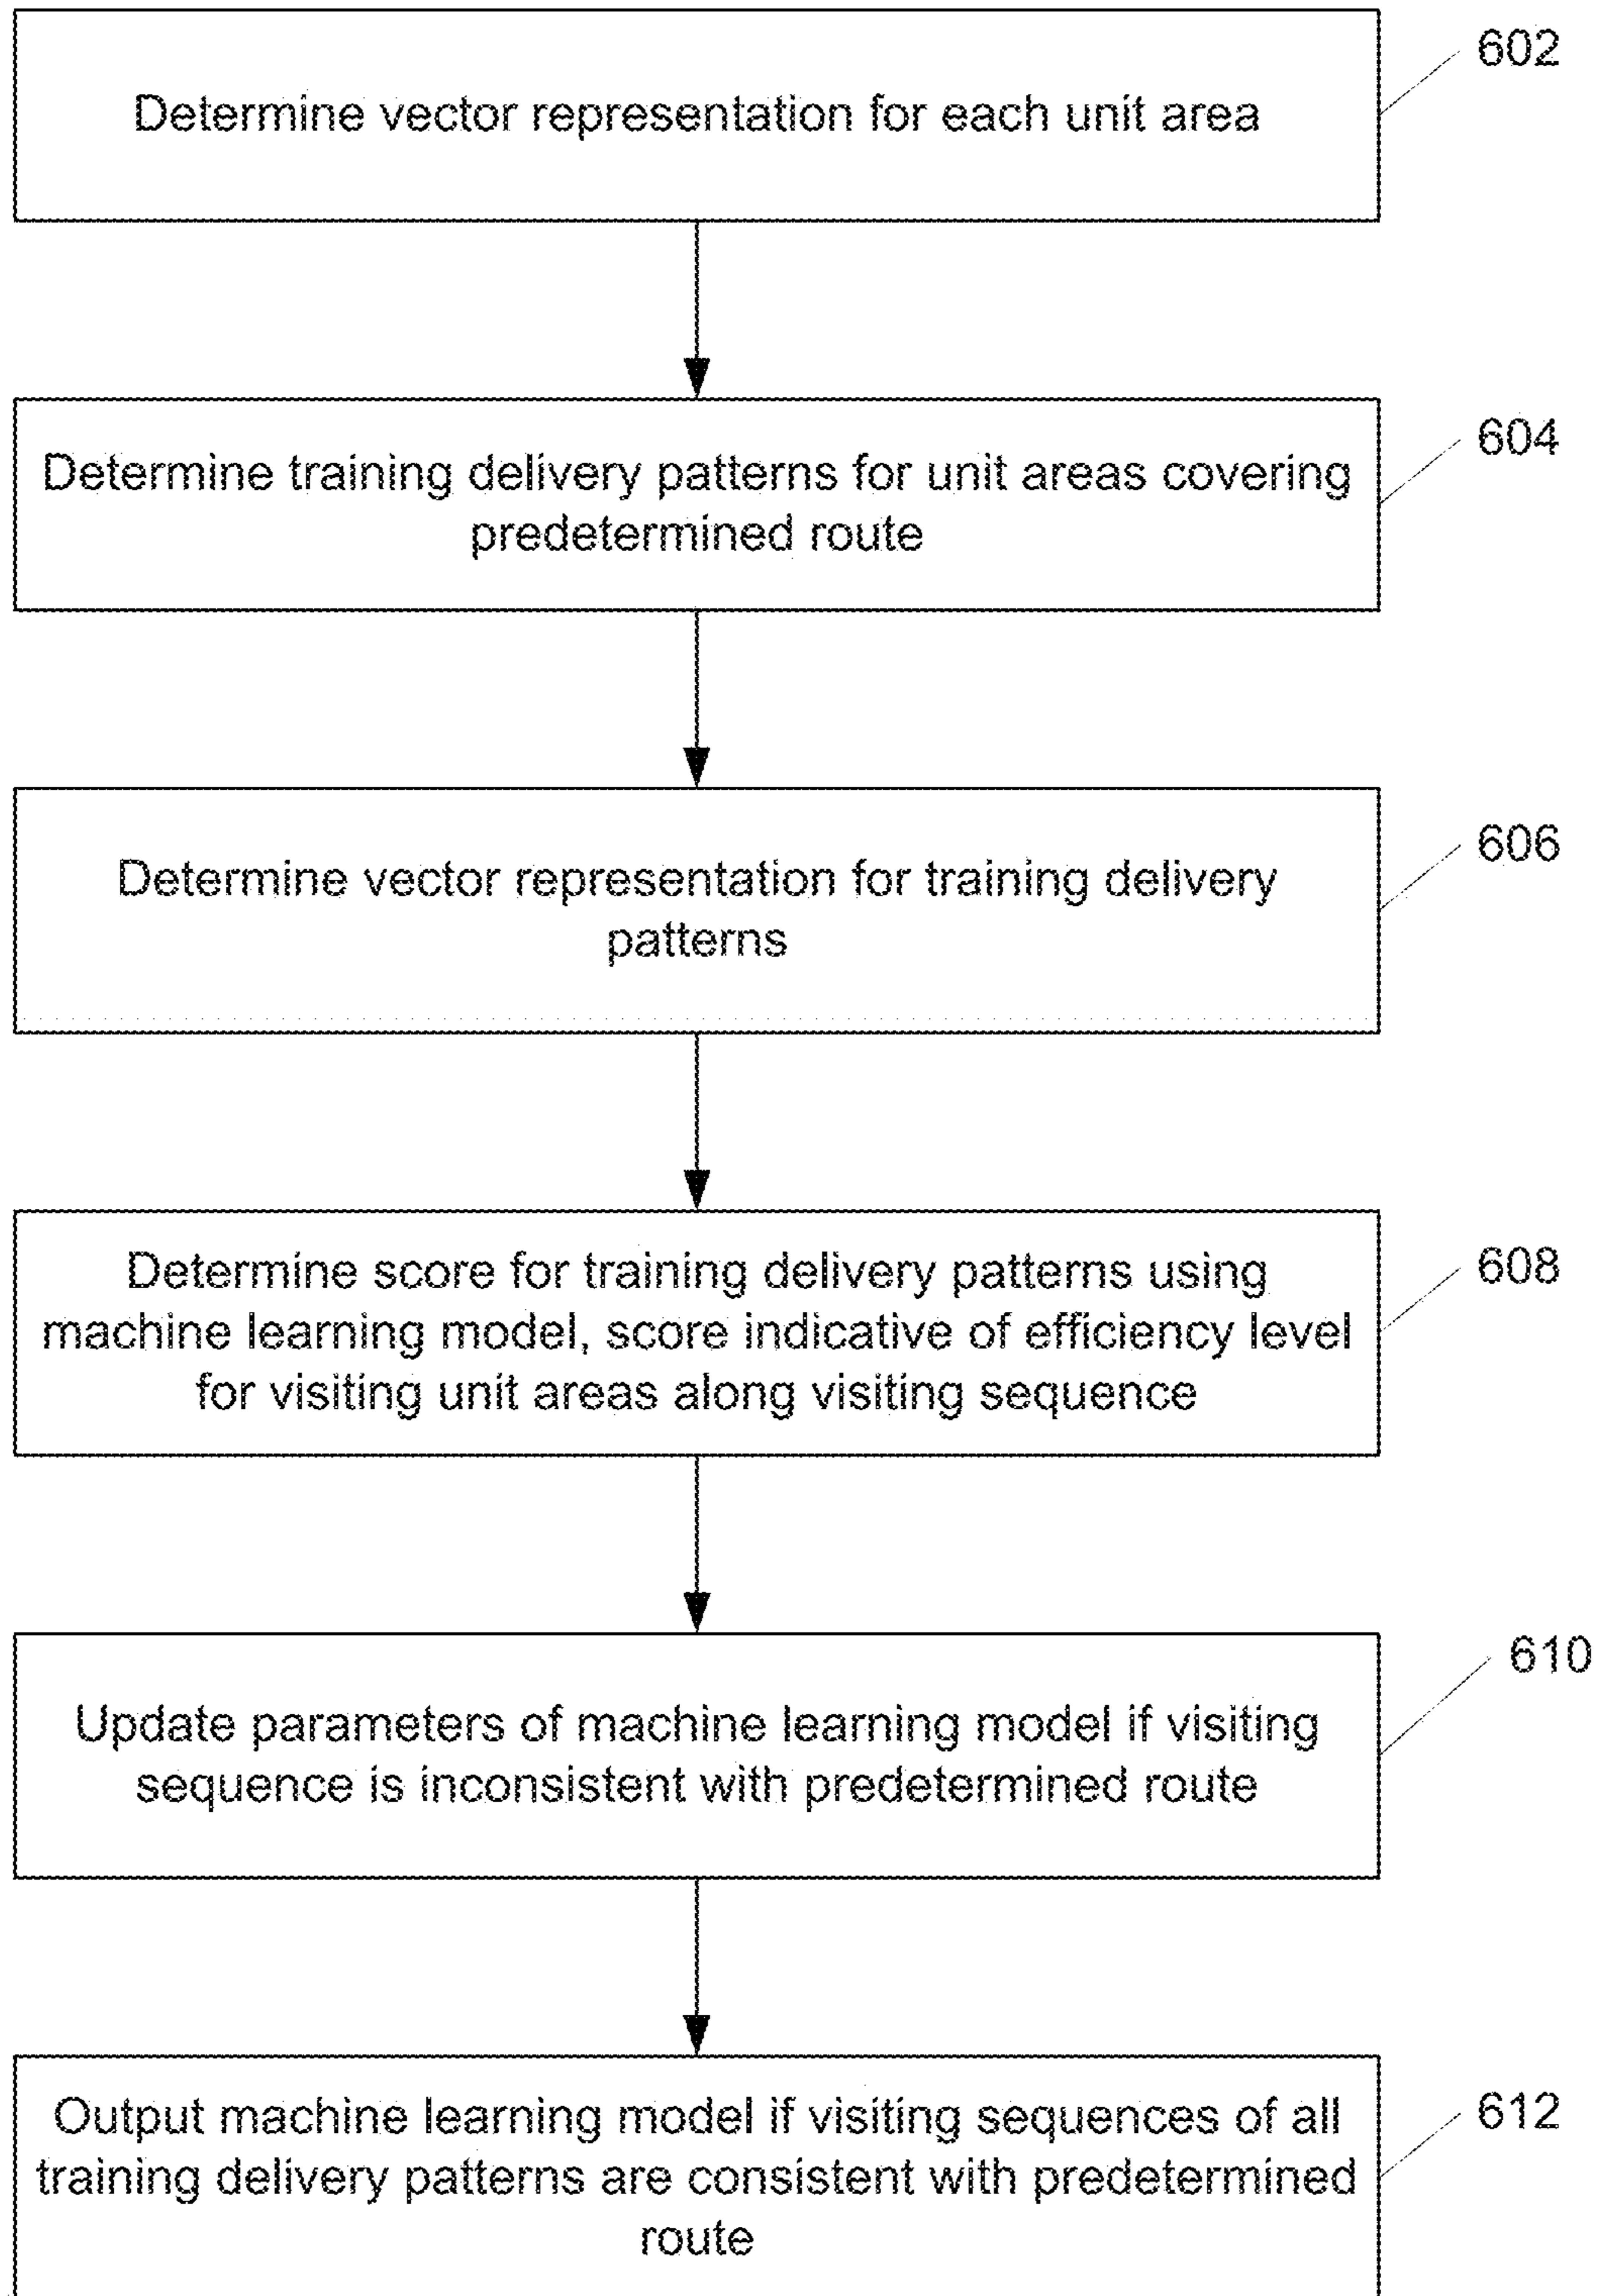 602
Determine vector representation for each unit area
604
Determine training delivery patterns for unit areas covering
predetermined route
606
Determine vector representation for training delivery
patterns
608
Determine score for training delivery patterns using
machine learning model, score indicative of efficiency level
for visiting unit areas along visiting sequence
610
Update parameters of machine learning model if visiting
sequence is inconsistent with predetermined route
612
Output machine learning model if visiting sequences of all
training delivery patterns are consistent with predetermined
route